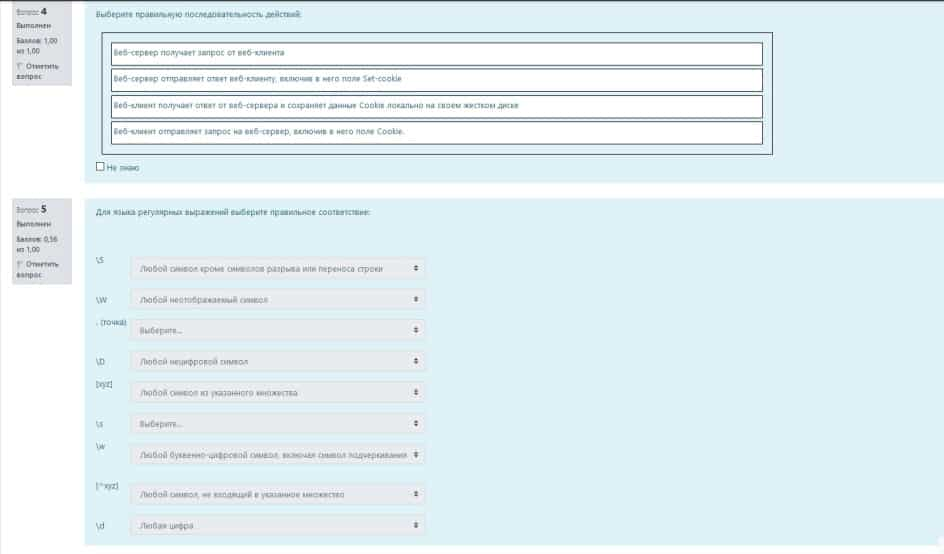 Вопрос 4
Выполнен
Баллов: 1,00
из 1,00
Отметить
вопрос
Выберите правильную последовательность действий:
Веб-сервер получает запрос от веб-клиента
Веб-сервер отправляет ответ веб-клиенту, включив в него поле Set-cookie
Веб-клиент получает ответ от веб-сервера и сохраняет данные Cookie локально на своем жестком диске
Веб-клиент отправляет запрос на веб-сервер, включив в него поле Cookie.
Не знаю
Вопрос 5
Выполнен
Баллов: 0,56
из 1,00
Отметить
вопрос
Для языка регулярных выражений выберите правильное соответствие:
\S Любой символ кроме символов разрыва или переноса строки
\W Любой неотображаемый символ
. (точка) Выберите...
\D Любой нецифровой символ
[xyz] Любой символ из указанного множества
\s Выберите...
\w Любой буквенно-цифровой символ, включая символ подчеркивания
[^xyz] Любой символ, не входящий в указанное множество
\d Любая цифра